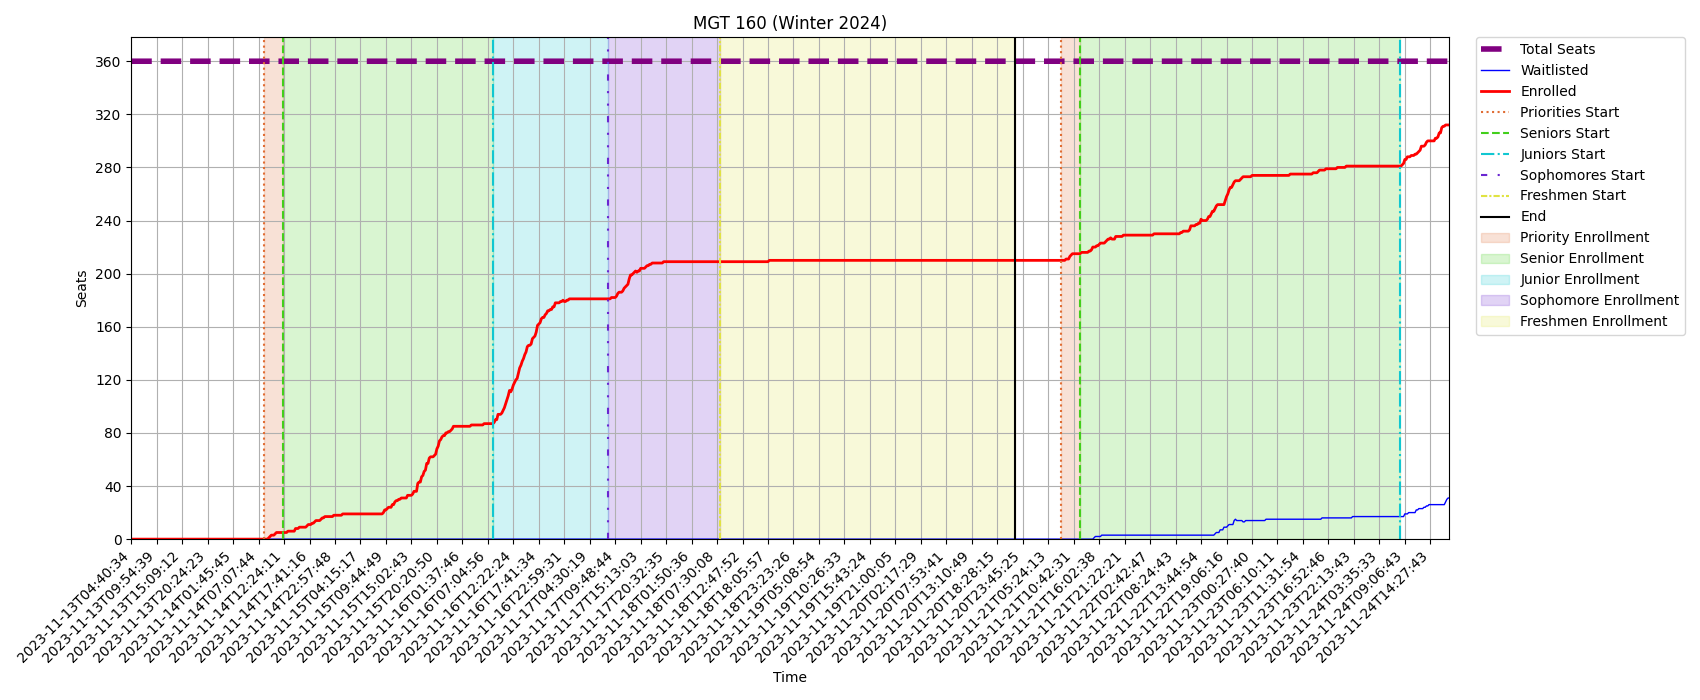 MGT 160 (Winter 2024)
Seats
360
320
280
240
200
160
120
80
40
0
2023-11-13T04:40:34
2023-11-13T09:54:39
2023-11-13T15:09:12
2023-11-13T20:24:23
2023-11-14T01:45:45
2023-11-14T07:07:44
2023-11-14T12:24:11
2023-11-14T17:41:16
2023-11-14T22:57:48
2023-11-15T04:15:17
2023-11-15T09:44:49
2023-11-15T15:02:43
2023-11-15T20:20:50
2023-11-16T01:37:46
2023-11-16T07:04:56
2023-11-16T12:22:24
2023-11-16T17:41:34
2023-11-16T22:59:31
2023-11-17T04:30:19
2023-11-17T09:48:44
2023-11-17T15:13:03
2023-11-17T20:32:35
2023-11-18T01:50:36
2023-11-18T07:30:08
2023-11-18T12:47:52
2023-11-18T18:05:57
2023-11-18T23:23:26
2023-11-19T05:08:54
2023-11-19T10:26:33
2023-11-19T15:43:24
2023-11-19T21:00:05
2023-11-20T02:17:29
2023-11-20T07:53:41
2023-11-20T13:10:49
2023-11-20T18:28:15
2023-11-20T23:45:25
2023-11-21T05:24:13
2023-11-21T10:42:31
2023-11-21T16:02:38
2023-11-21T21:22:21
2023-11-22T02:42:47
2023-11-22T08:24:43
2023-11-22T13:44:54
2023-11-22T19:06:16
2023-11-23T00:27:40
2023-11-23T06:10:11
2023-11-23T11:31:54
2023-11-23T16:52:46
2023-11-23T22:13:43
2023-11-24T03:35:33
2023-11-24T09:06:43
2023-11-24T14:27:43
Time
Total Seats
Waitlisted
Enrolled
Priorities Start
Seniors Start
Juniors Start
Sophomores Start
Freshmen Start
End
Priority Enrollment
Senior Enrollment
Junior Enrollment
Sophomore Enrollment
Freshmen Enrollment